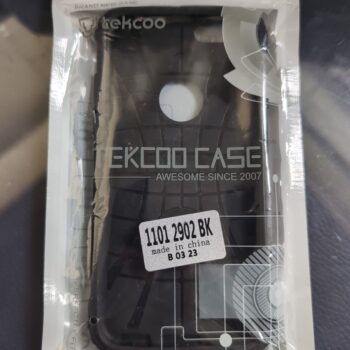 tekcoo
TEKCOO CASE
AWESOME SINCE 2007
1101 2902 BK
made in china
B 03 23